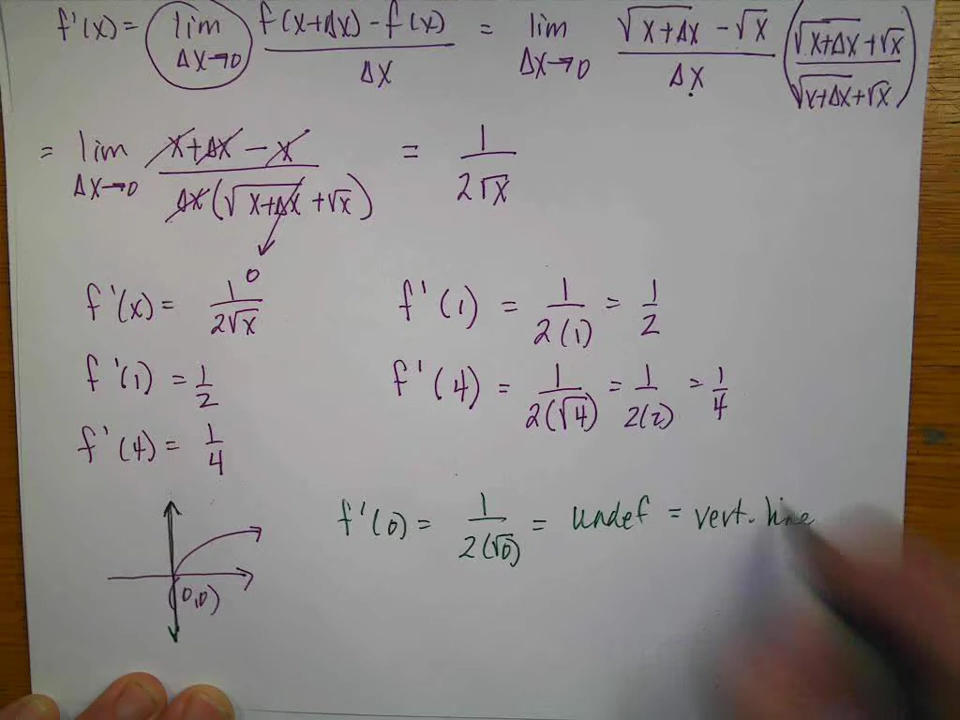 f'(x) = lim Δx→0 f(x+Δx) - f(x) / Δx = lim Δx→0 √x+Δx - √x / Δx (√x+Δx + √x / √x+Δx + √x)
= lim Δx→0 x+Δx - x / Δx(√x+Δx + √x) = 1 / 2√x
0
f'(x) = 1 / 2√x f'(1) = 1 / 2(1) = 1/2
f'(1) = 1/2 f'(4) = 1 / 2(√4) = 1 / 2(2) = 1/4
f'(4) = 1/4
f'(0) = 1 / 2(√0) = undef = vert. line
(0,0)